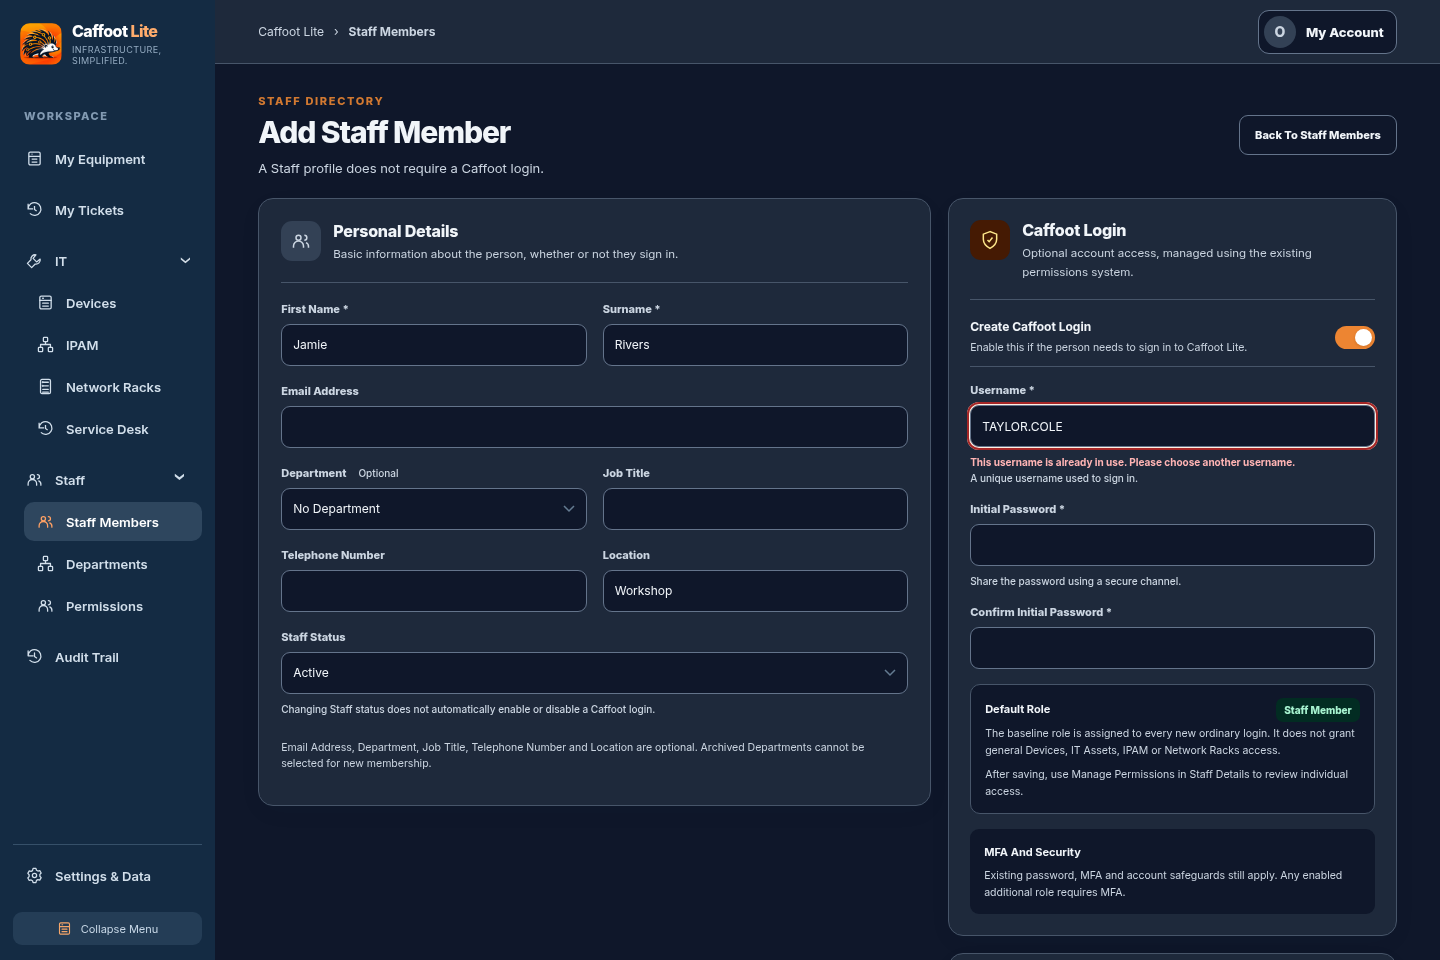 Caffoot Lite
INFRASTRUCTURE,
SIMPLIFIED.
WORKSPACE
My Equipment
My Tickets
IT
Devices
IPAM
Network Racks
Service Desk
Staff
Staff Members
Departments
Permissions
Audit Trail
Settings & Data
Collapse Menu
Caffoot Lite › Staff Members
O My Account
STAFF DIRECTORY
Add Staff Member
A Staff profile does not require a Caffoot login.
Back To Staff Members
Personal Details
Basic information about the person, whether or not they sign in.
First Name *
Surname *
Jamie
Rivers
Email Address
Department Optional
Job Title
No Department
Telephone Number
Location
Workshop
Staff Status
Active
Changing Staff status does not automatically enable or disable a Caffoot login.
Email Address, Department, Job Title, Telephone Number and Location are optional. Archived Departments cannot be
selected for new membership.
Caffoot Login
Optional account access, managed using the existing
permissions system.
Create Caffoot Login
Enable this if the person needs to sign in to Caffoot Lite.
Username *
TAYLOR.COLE
This username is already in use. Please choose another username.
A unique username used to sign in.
Initial Password *
Share the password using a secure channel.
Confirm Initial Password *
Default Role
Staff Member
The baseline role is assigned to every new ordinary login. It does not grant
general Devices, IT Assets, IPAM or Network Racks access.
After saving, use Manage Permissions in Staff Details to review individual
access.
MFA And Security
Existing password, MFA and account safeguards still apply. Any enabled
additional role requires MFA.